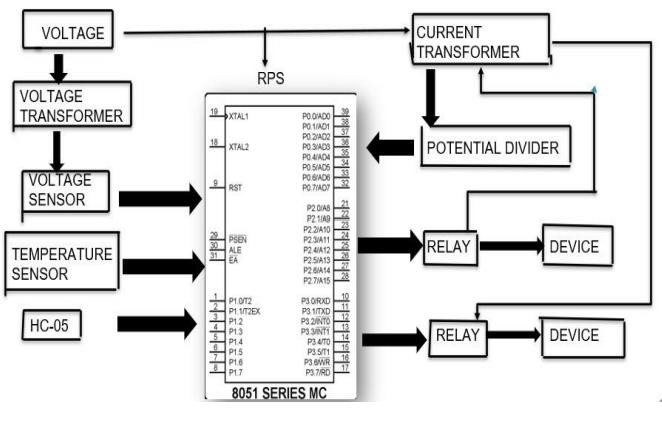 VOLTAGE
CURRENT
TRANSFORMER
RPS
VOLTAGE
TRANSFORMER
POTENTIAL DIVIDER
VOLTAGE
SENSOR
TEMPERATURE
SENSOR
HC-05
RELAY
DEVICE
RELAY
DEVICE
19 XTAL1
18 XTAL2
9 RST
29 PSEN
30 ALE
31 EA
1 P1.0/T2
2 P1.1/T2EX
3 P1.2
4 P1.3
5 P1.4
6 P1.5
7 P1.6
8 P1.7
P0.0/AD0 39
P0.1/AD1 38
P0.2/AD2 37
P0.3/AD3 36
P0.4/AD4 35
P0.5/AD5 34
P0.6/AD6 33
P0.7/AD7 32
P2.0/A8 21
P2.1/A9 22
P2.2/A10 23
P2.3/A11 24
P2.4/A12 25
P2.5/A13 26
P2.6/A14 27
P2.7/A15 28
P3.0/RXD 10
P3.1/TXD 11
P3.2/INT0 12
P3.3/INT1 13
P3.4/T0 14
P3.5/T1 15
P3.6/WR 16
P3.7/RD 17
8051 SERIES MC